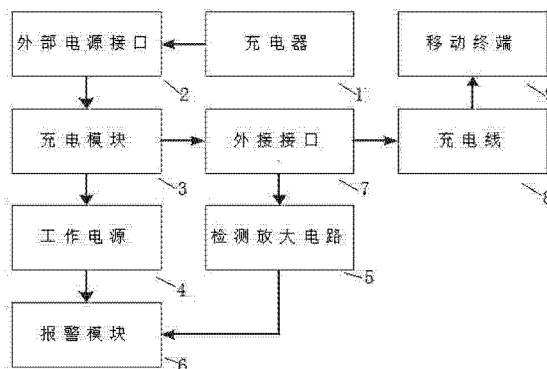 外部电源接口
充电器
移动终端
2
1
9
充电模块
外接接口
充电线
3
7
8
工作电源
检测放大电路
4
5
报警模块
6